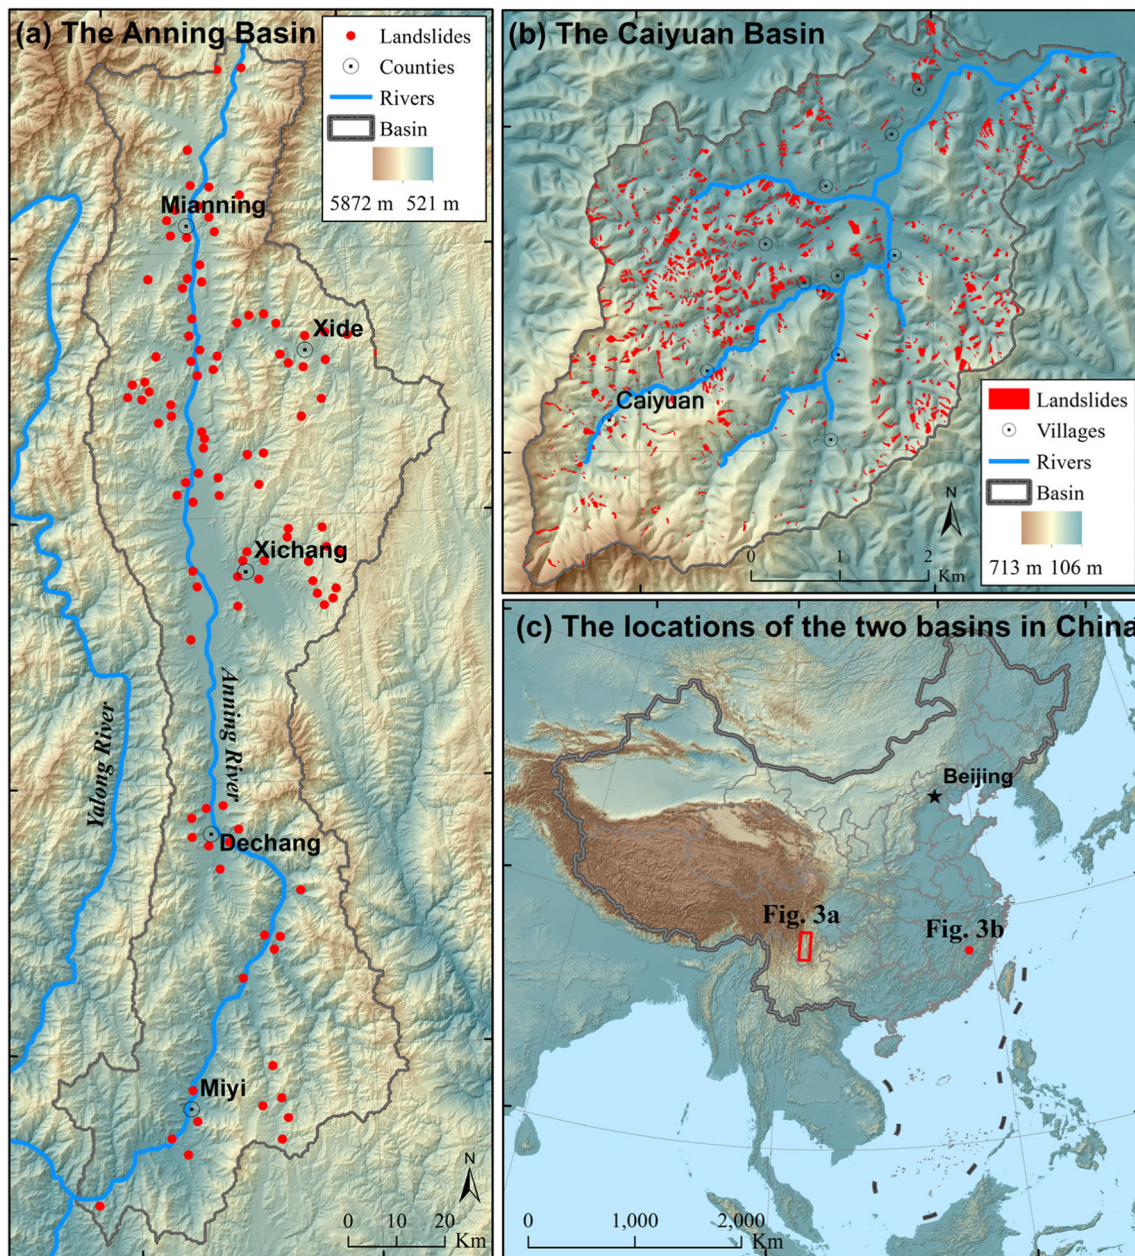 (a) The Anning Basin
Landslides
Counties
Rivers
Basin
5872 m 521 m
Mianning
Xide
Xichang
Anning River
Yalong River
Dechang
Miyi
N
0 10 20
Km
(b) The Caiyuan Basin
Caiyuan
Landslides
Villages
Rivers
Basin
713 m 106 m
N
0 1 2
Km
(c) The locations of the two basins in China
Beijing
Fig. 3a
Fig. 3b
0 1,000 2,000
Km